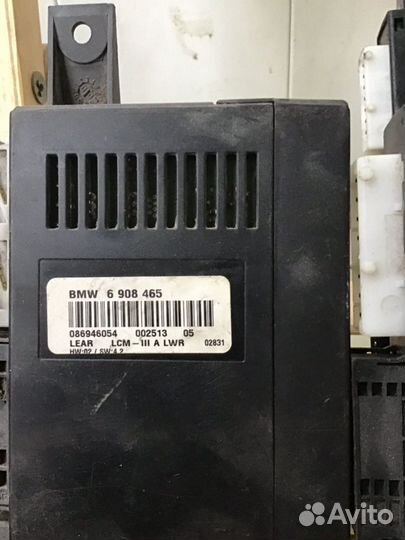 BMW 6 908 465
086946054 002513 05
LEAR LCM-III A LWR 02831
HW:02 / SW:4.2
Avito